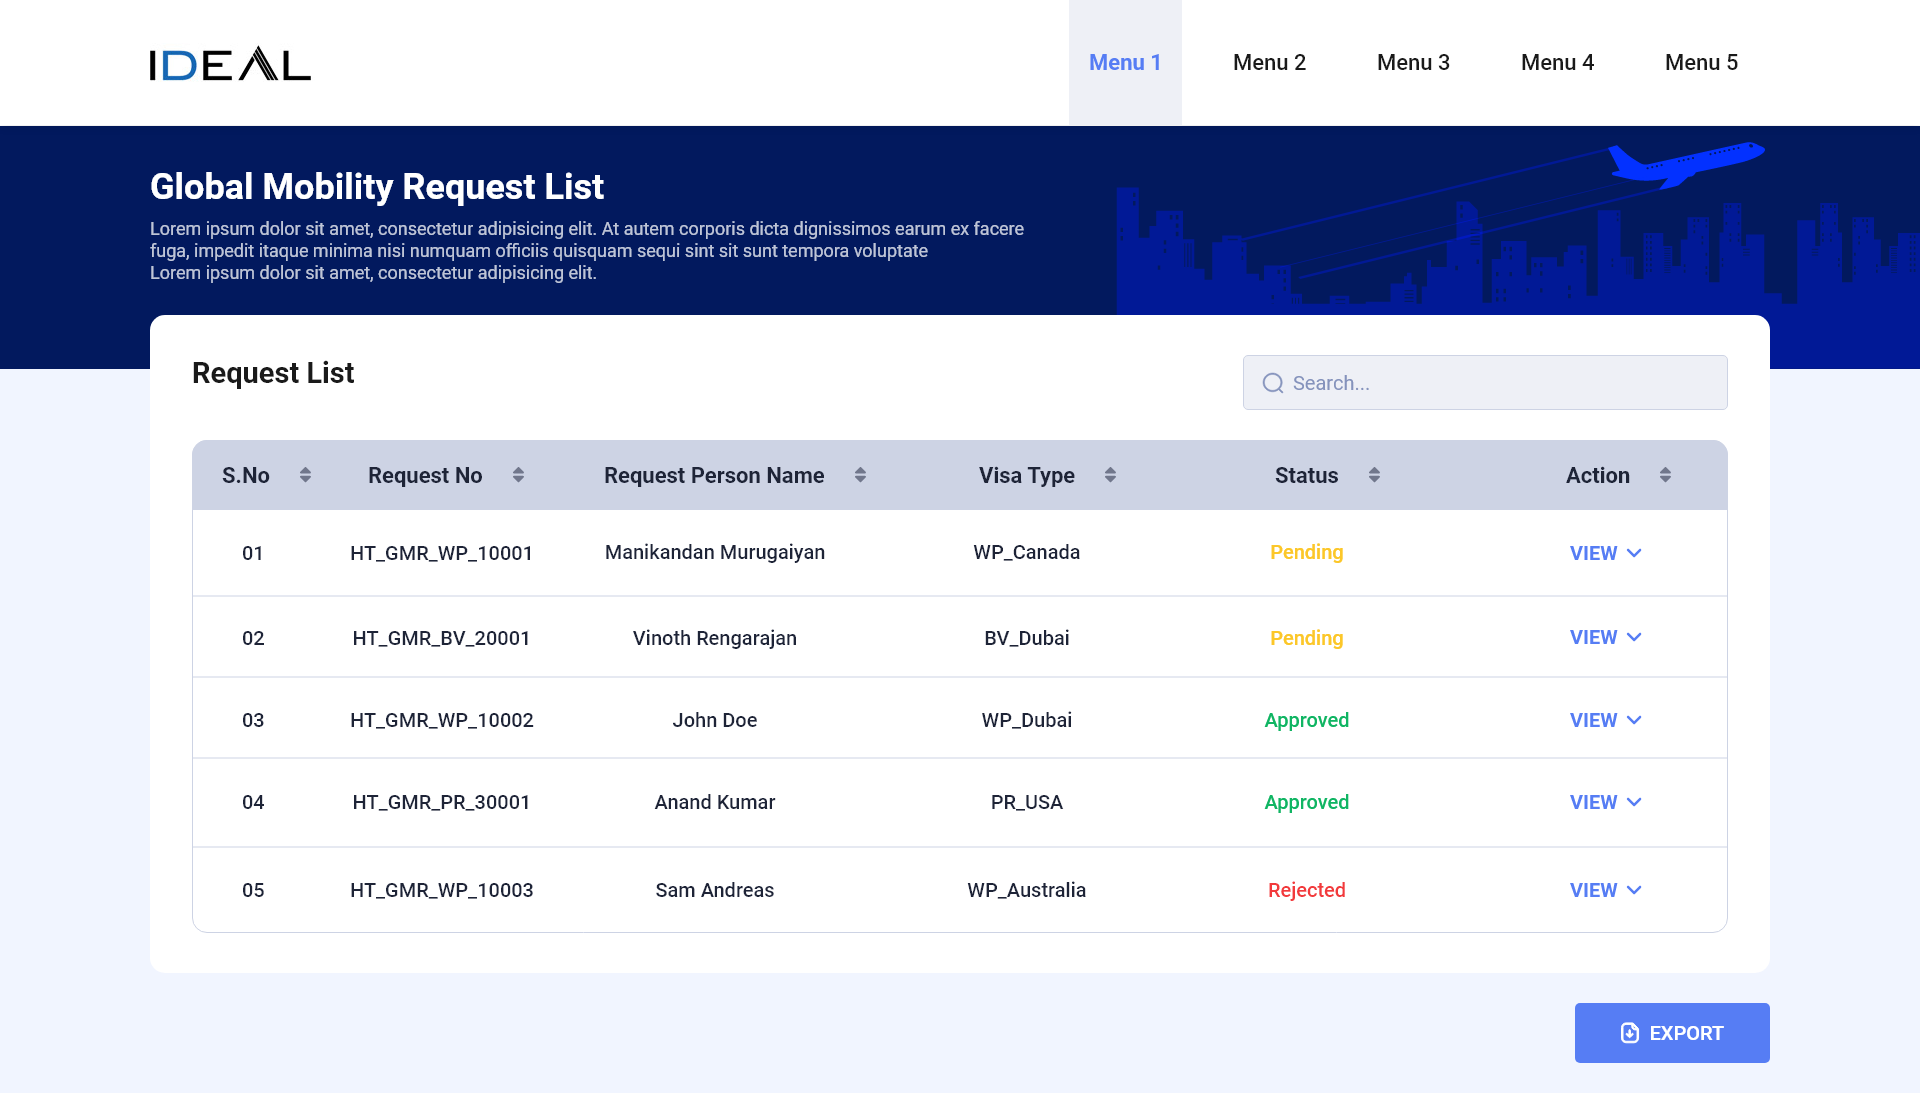 IDEAL
Menu 1 Menu 2 Menu 3 Menu 4 Menu 5
Global Mobility Request List
Lorem ipsum dolor sit amet, consectetur adipisicing elit. At autem corporis dicta dignissimos earum ex facere
fuga, impedit itaque minima nisi numquam officiis quisquam sequi sint sit sunt tempora voluptate
Lorem ipsum dolor sit amet, consectetur adipisicing elit.
Request List
Search...
S.No Request No Request Person Name Visa Type Status Action
01 HT_GMR_WP_10001 Manikandan Murugaiyan WP_Canada Pending VIEW
02 HT_GMR_BV_20001 Vinoth Rengarajan BV_Dubai Pending VIEW
03 HT_GMR_WP_10002 John Doe WP_Dubai Approved VIEW
04 HT_GMR_PR_30001 Anand Kumar PR_USA Approved VIEW
05 HT_GMR_WP_10003 Sam Andreas WP_Australia Rejected VIEW
EXPORT